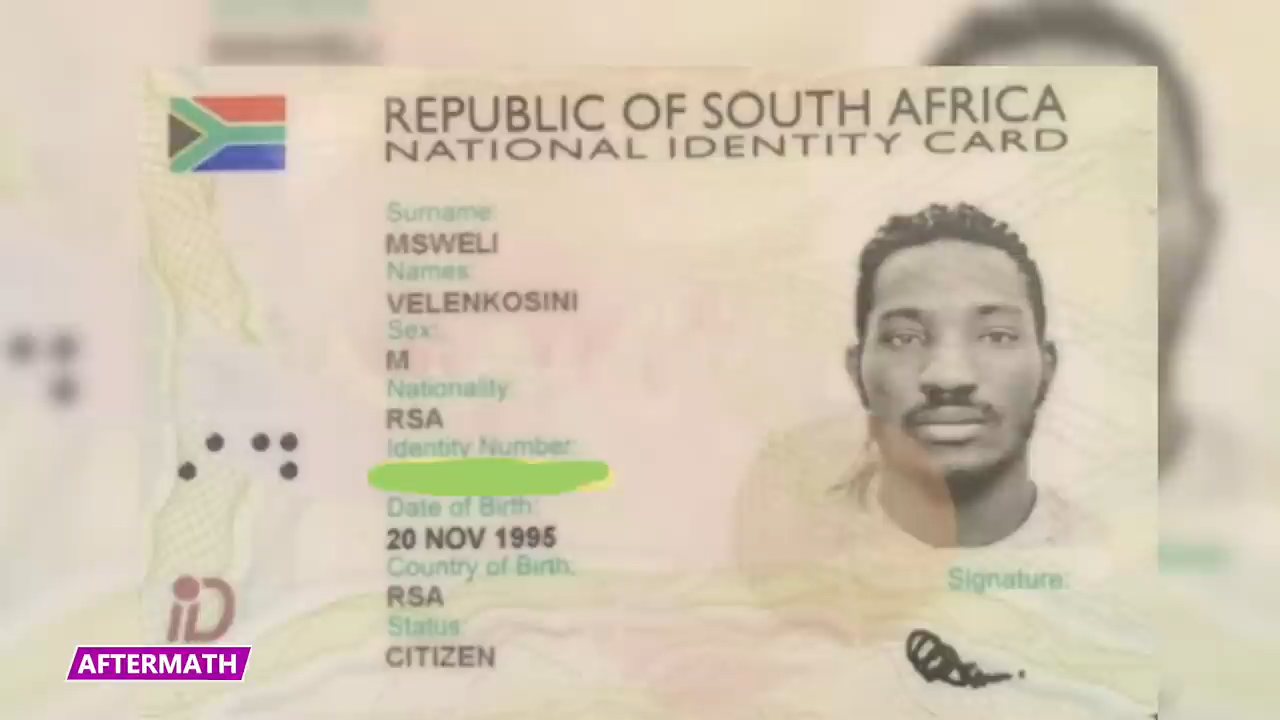 REPUBLIC OF SOUTH AFRICA
NATIONAL IDENTITY CARD
Surname:
MSWELI
Names:
VELENKOSINI
Sex:
M
Nationality:
RSA
Identity Number:
Date of Birth:
20 NOV 1995
Country of Birth:
RSA
Status:
CITIZEN
Signature:
iD
AFTERMATH